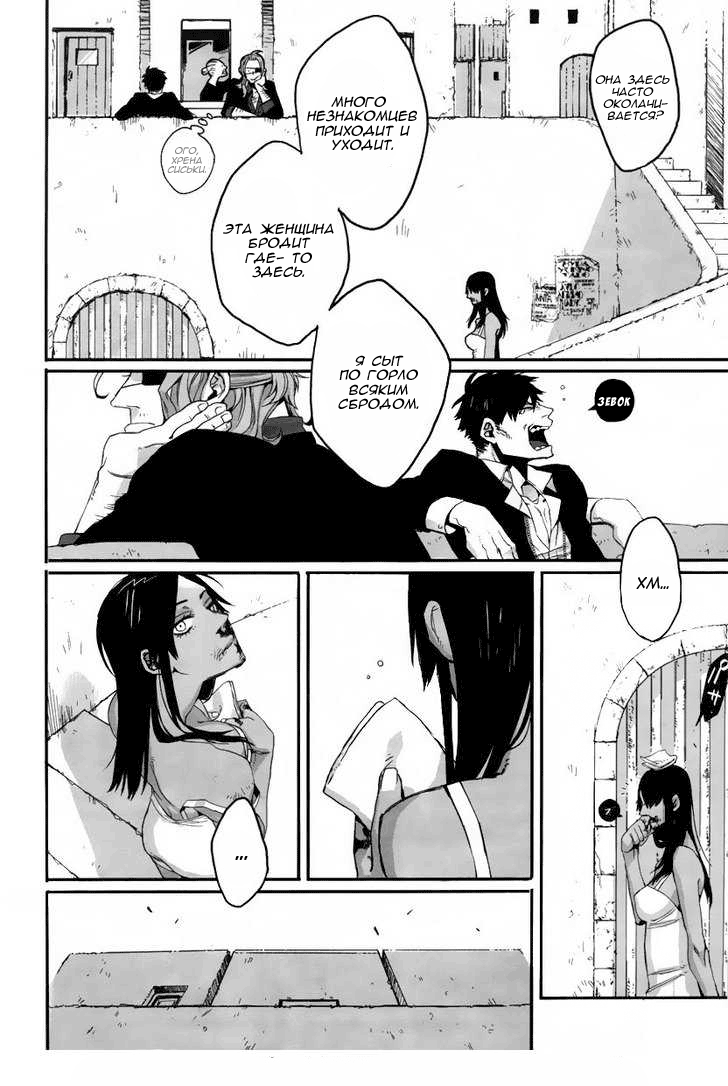 ОНА ЗДЕСЬ
ЧАСТО
ОКОЛАЧИ-
ВАЕТСЯ?
МНОГО
НЕЗНАКОМЦЕВ
ПРИХОДИТ И
УХОДИТ.
ОГО,
ХРЕНА
СИСЬКИ.
ЭТА ЖЕНЩИНА
БРОДИТ
ГДЕ- ТО
ЗДЕСЬ.
Я СЫТ
ПО ГОРЛО
ВСЯКИМ
СБРОДОМ.
ЗЕВОК
ХМ...
?
...